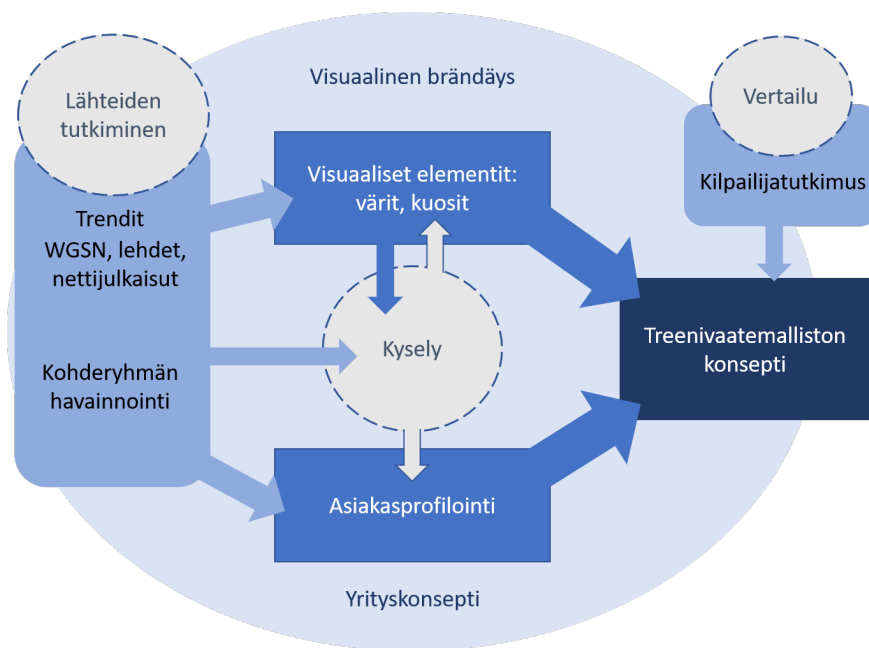 Visuaalinen brändäys
Lähteiden
tutkiminen
Trendit
WGSN, lehdet,
nettijulkaisut
Kohderyhmän
havainnointi
Visuaaliset elementit:
värit, kuosit
Kysely
Asiakasprofilointi
Yrityskonsepti
Vertailu
Kilpailijatutkimus
Treenivaatemalliston
konsepti